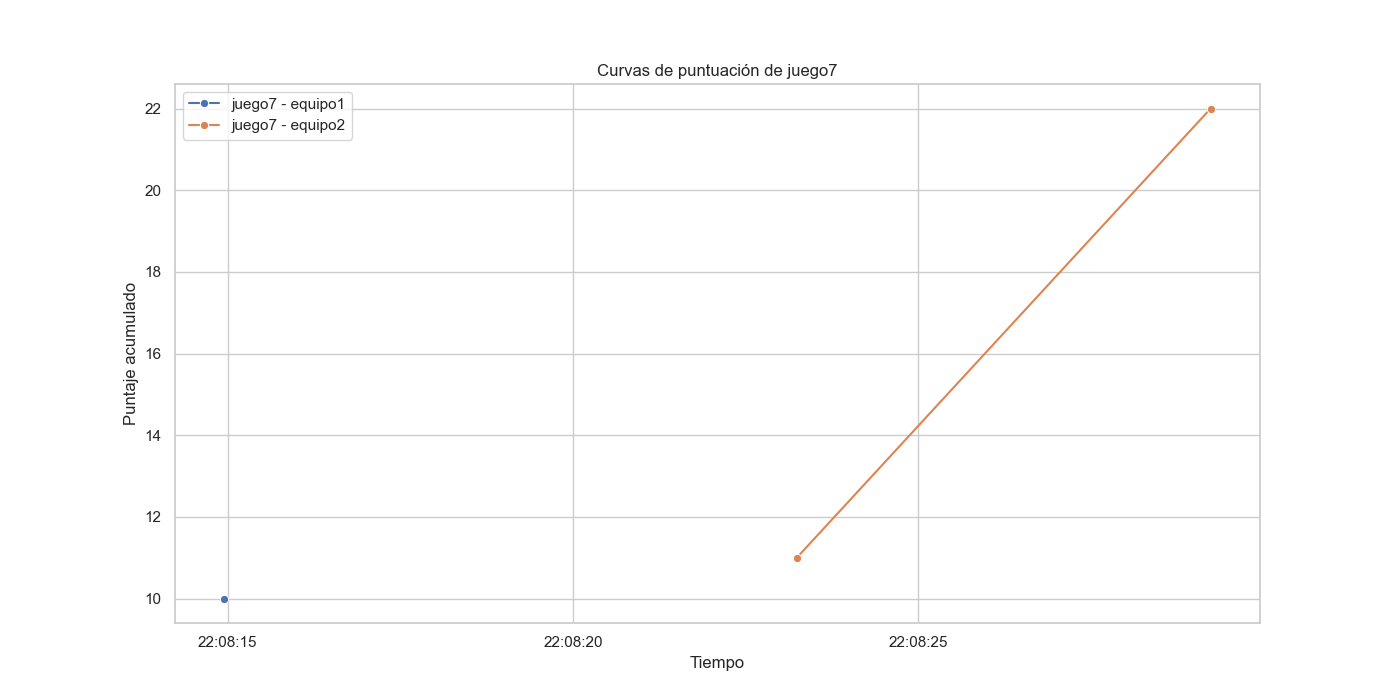 Curvas de puntuación de juego7
juego7 - equipo1
juego7 - equipo2
Puntaje acumulado
22
20
18
16
14
12
10
22:08:15
22:08:20
22:08:25
Tiempo